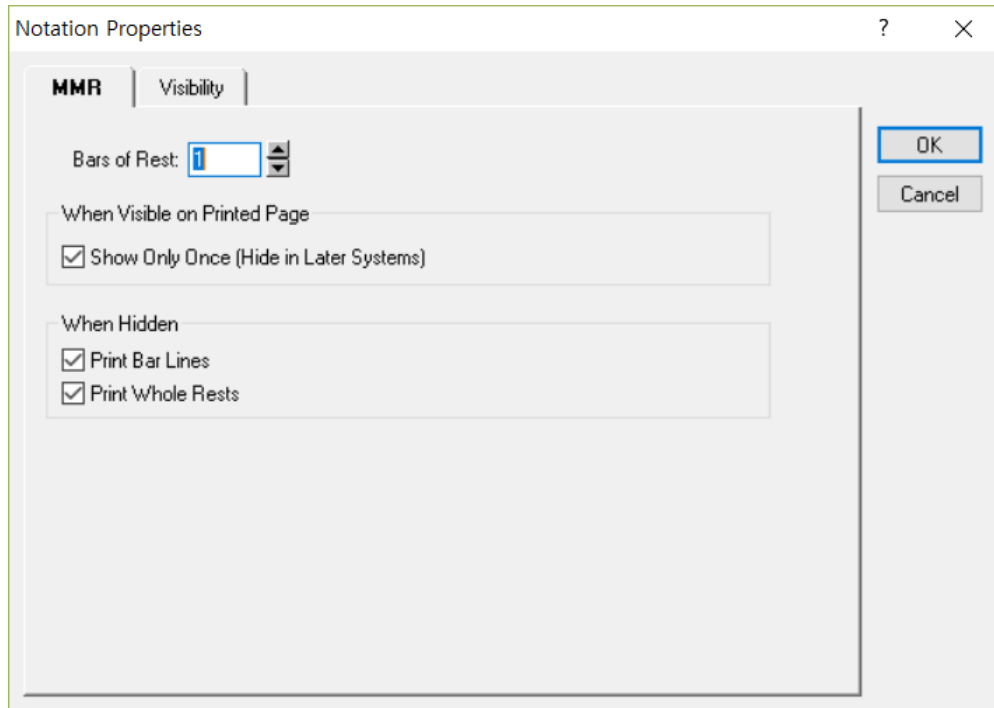 Notation Properties ?
MMR Visibility
Bars of Rest: 1
OK
Cancel
When Visible on Printed Page
Show Only Once (Hide in Later Systems)
When Hidden
Print Bar Lines
Print Whole Rests